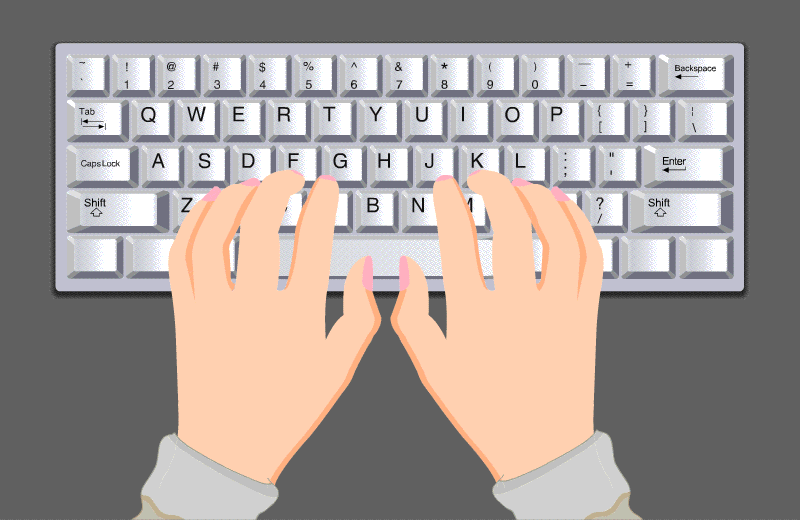 ~ ! @ # $ % ^ & * ( ) — + Backspace
` 1 2 3 4 5 6 7 8 9 0 – =
Tab Q W E R T Y U I O P { } ¦
[ ] \
Caps Lock A S D F G H J K L : " Enter
; '
Shift Z B N M ? Shift
/